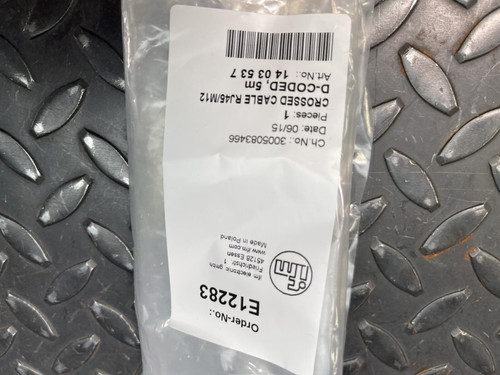 Order-No.:
E12283
ifm
ifm electronic gmbh
Friedrichstr. 1
45128 Essen
www.ifm.com
Made in Poland
Ch.No.: 3005083466
Date: 06/15
Pieces: 1
CROSSED CABLE RJ45/M12
D-CODED, 5m
Art.No.: 14 03 53 7